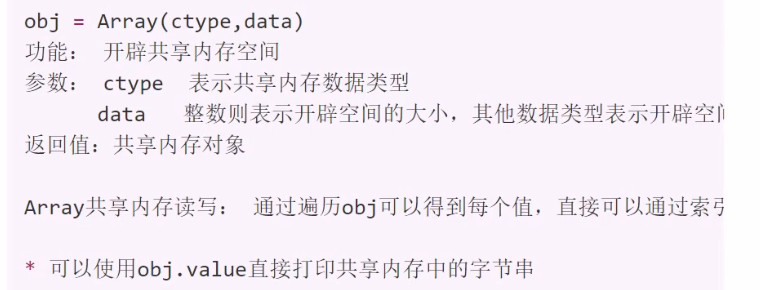 obj = Array(ctype,data)
功能： 开辟共享内存空间
参数： ctype 表示共享内存数据类型
data 整数则表示开辟空间的大小，其他数据类型表示开辟空
返回值：共享内存对象
Array共享内存读写： 通过遍历obj可以得到每个值，直接可以通过索引
* 可以使用obj.value直接打印共享内存中的字节串